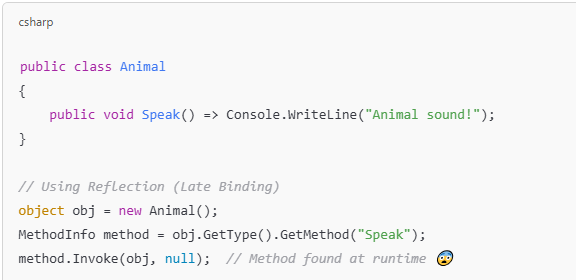 csharp
public class Animal
{
    public void Speak() => Console.WriteLine("Animal sound!");
}
// Using Reflection (Late Binding)
object obj = new Animal();
MethodInfo method = obj.GetType().GetMethod("Speak");
method.Invoke(obj, null);  // Method found at runtime 😨